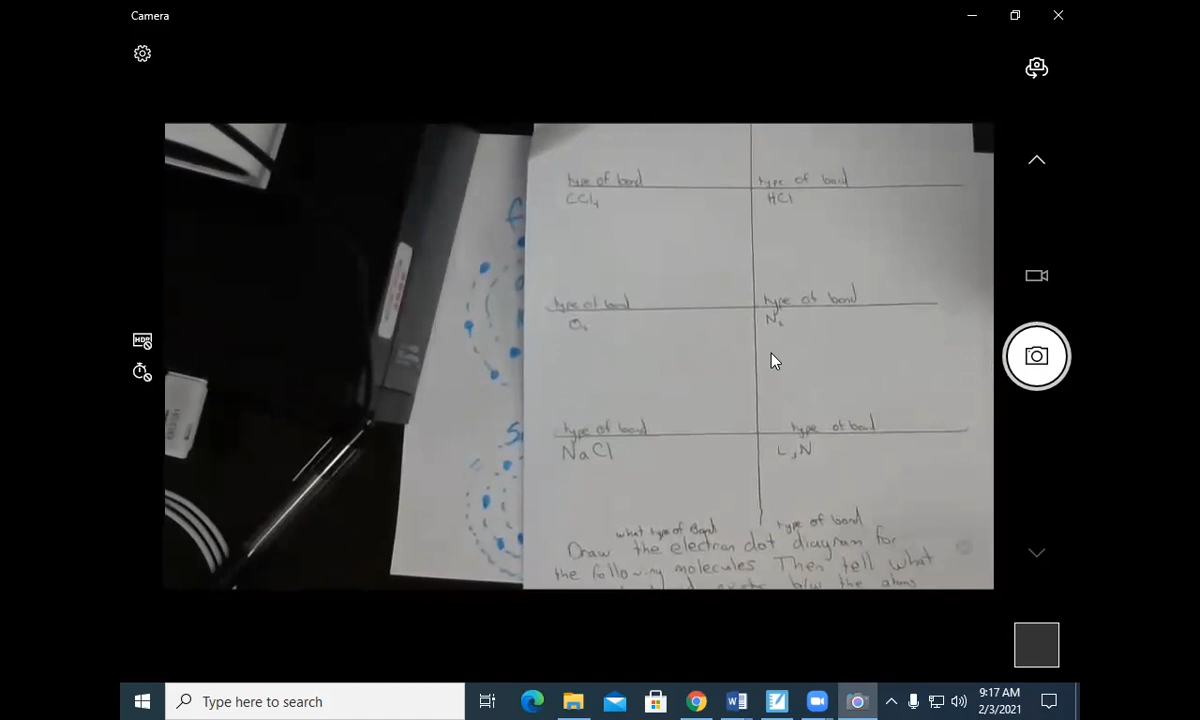 Camera
type of bond
type of bond
CCl4
HCl
type of bond
type of bond
O2
N2
type of bond
type of bond
NaCl
L,N
what type of Bond
type of bond
Draw the electron dot diagram for
the following molecules Then tell what
b/w the atoms
Type here to search
9:17 AM
2/3/2021